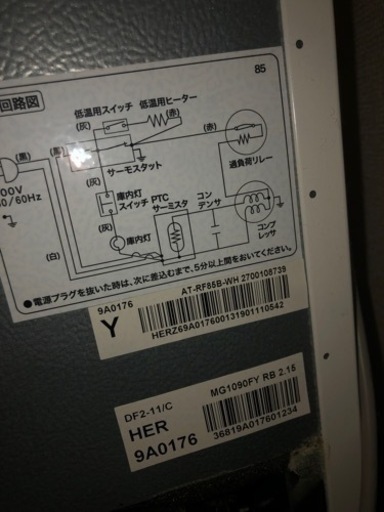 回路図
85
低温用スイッチ 低温用ヒーター
(灰) (赤)
(黒) (黒) (赤)
サーモスタット
過負荷リレー
00V
/60Hz
(灰)
庫内灯スイッチ
PTCサーミスタ
コンデンサ
(灰)
庫内灯
コンプレッサ
(白)
●電源プラグを抜いた時は、次に差込むまで、5分以上間をおいてください。
9A0176 AT-RF85B-WH 2700108739
Y
HERZ69A017600131901110542
DF2-11/C MG1090FY RB 2.15
HER
9A0176 36819A017601234